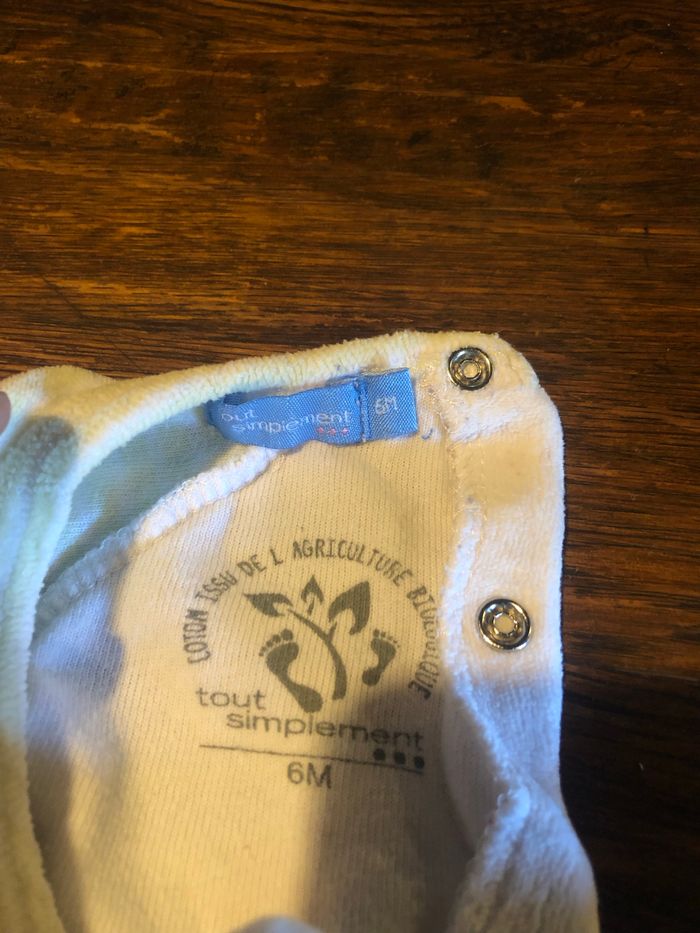 tout
simplement
6M
COTON ISSU DE L AGRICULTURE BIOLOGIQUE
tout
simplement
6M